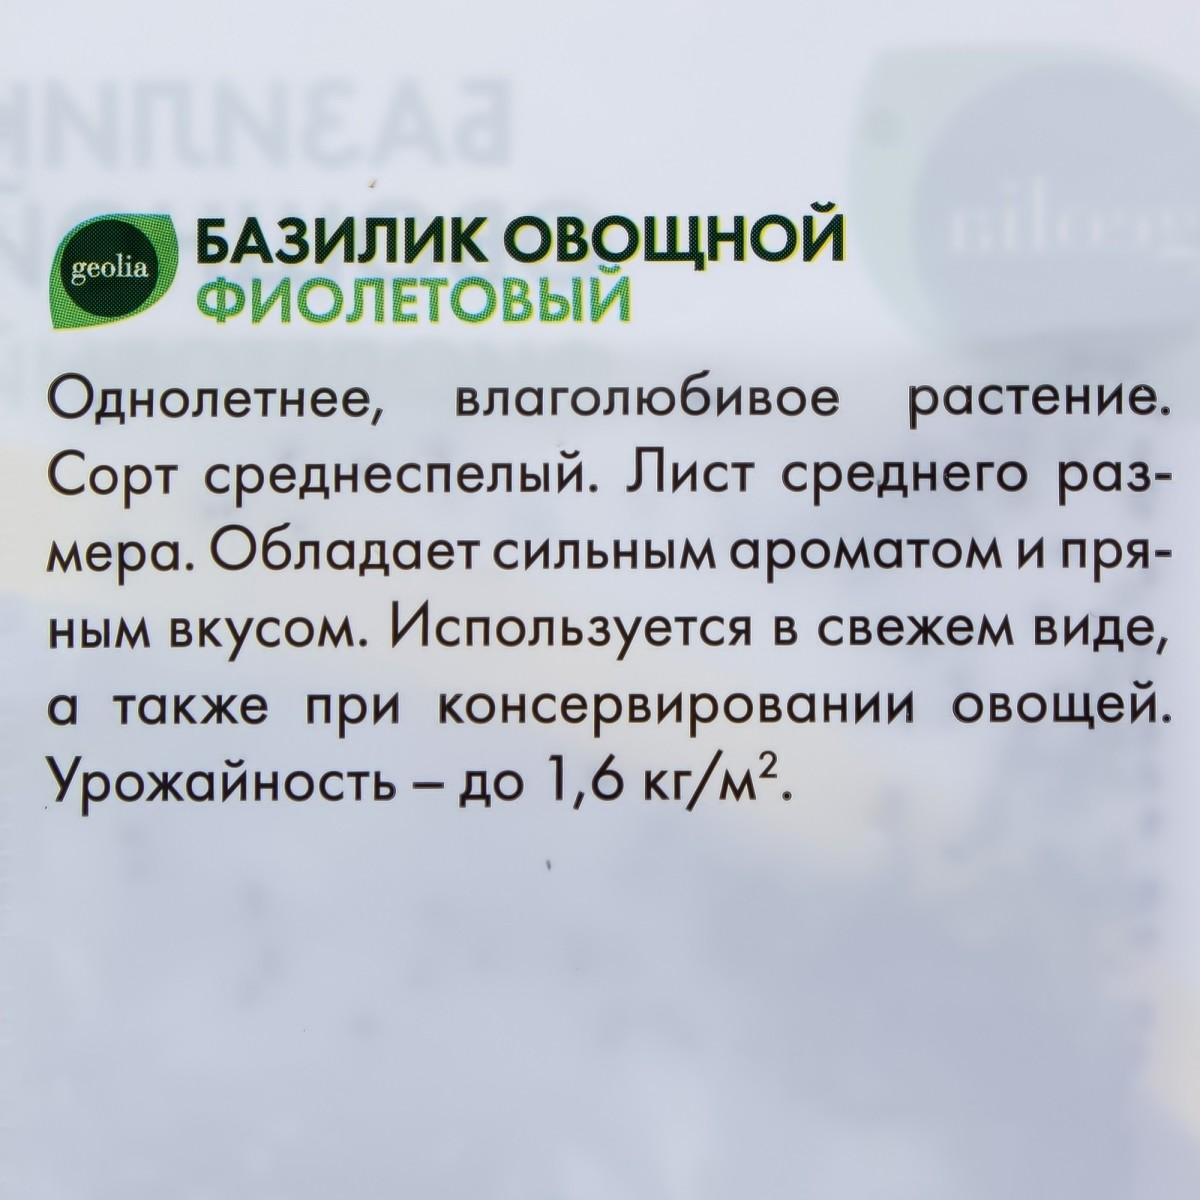 geolia
БАЗИЛИК ОВОЩНОЙ
ФИОЛЕТОВЫЙ
Однолетнее, влаголюбивое растение.
Сорт среднеспелый. Лист среднего раз-
мера. Обладает сильным ароматом и пря-
ным вкусом. Используется в свежем виде,
а также при консервировании овощей.
Урожайность – до 1,6 кг/м².